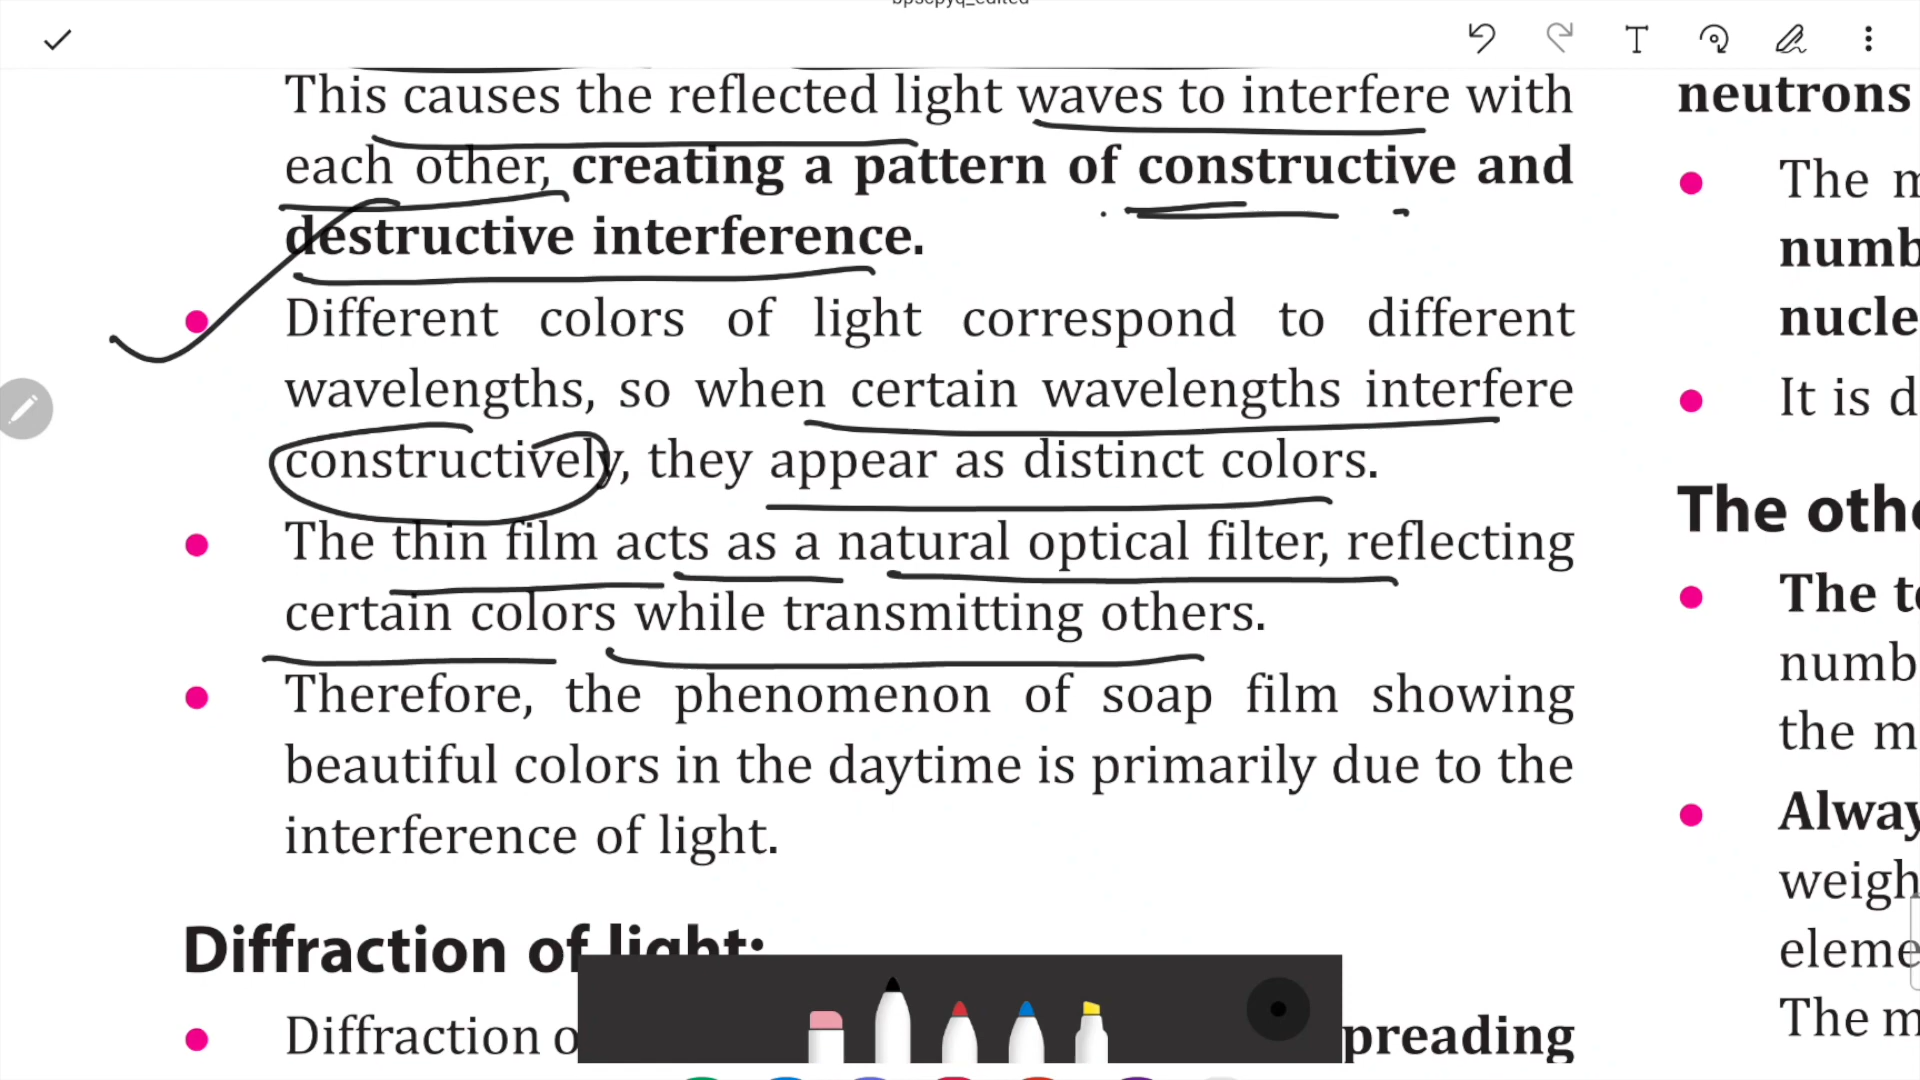 bpscpyq_edited
This causes the reflected light waves to interfere with
each other, creating a pattern of constructive and
destructive interference.
Different colors of light correspond to different
wavelengths, so when certain wavelengths interfere
constructively, they appear as distinct colors.
The thin film acts as a natural optical filter, reflecting
certain colors while transmitting others.
Therefore, the phenomenon of soap film showing
beautiful colors in the daytime is primarily due to the
interference of light.
Diffraction of light:
Diffraction o
preading
neutrons
The m
numb
nucle
It is d
The othe
The to
numb
the m
Alway
weigh
eleme
The m